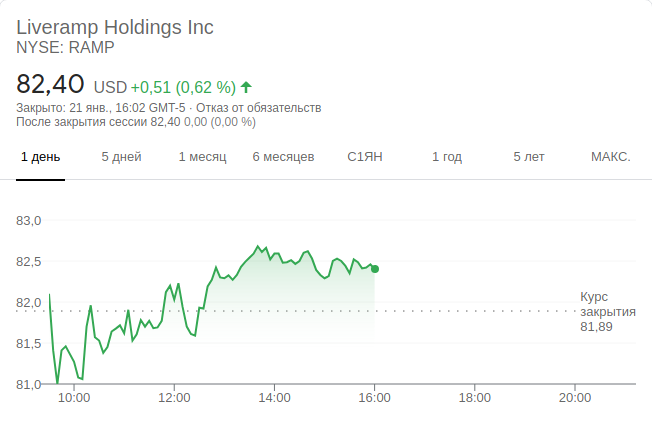 Liveramp Holdings Inc
NYSE: RAMP
82,40 USD +0,51 (0,62 %)
Закрыто: 21 янв., 16:02 GMT-5 · Отказ от обязательств
После закрытия сессии 82,40 0,00 (0,00 %)
1 день 5 дней 1 месяц 6 месяцев С1ЯН 1 год 5 лет МАКС.
83,0
82,5
82,0
81,5
81,0
Курс
закрытия
81,89
10:00 12:00 14:00 16:00 18:00 20:00